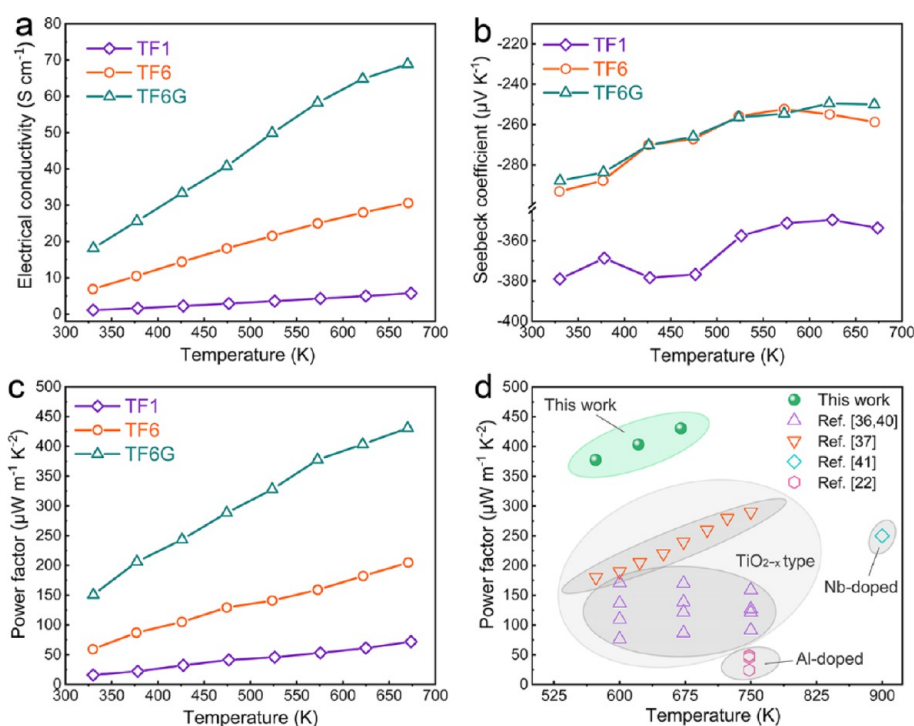 a
Electrical conductivity (S cm⁻¹)
80
70
60
50
40
30
20
10
0
TF1
TF6
TF6G
300 350 400 450 500 550 600 650 700
Temperature (K)
b
Seebeck coefficient (µV K⁻¹)
-220
-240
-260
-280
-360
-380
-400
TF1
TF6
TF6G
300 350 400 450 500 550 600 650 700
Temperature (K)
c
Power factor (µW m⁻¹ K⁻²)
500
450
400
350
300
250
200
150
100
50
0
TF1
TF6
TF6G
300 350 400 450 500 550 600 650 700
Temperature (K)
d
Power factor (µW m⁻¹ K⁻²)
500
450
400
350
300
250
200
150
100
50
0
This work
This work
Ref. [36,40]
Ref. [37]
Ref. [41]
Ref. [22]
TiO₂₋ₓ type
Nb-doped
Al-doped
525 600 675 750 825 900
Temperature (K)